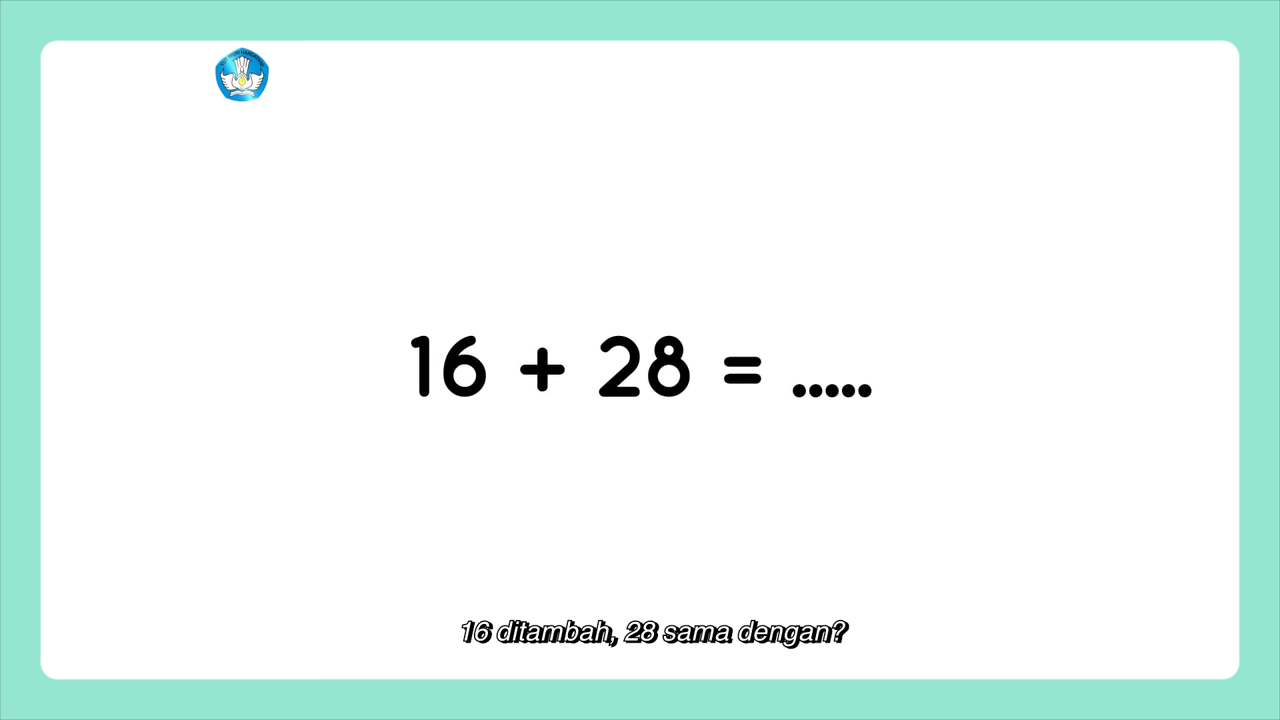 16 + 28 = .....
16 ditambah, 28 sama dengan?